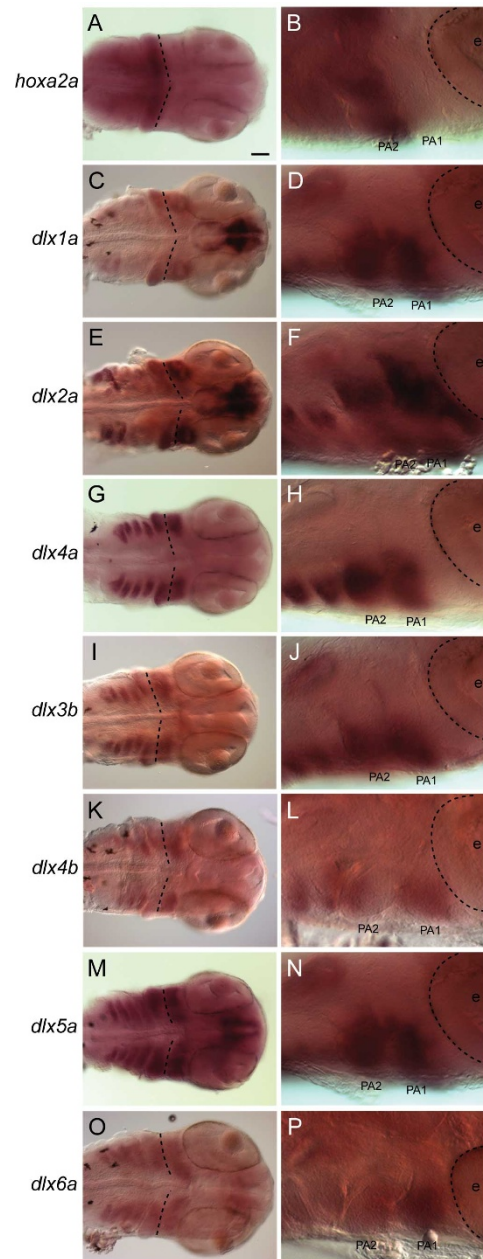 A B
hoxa2a
e
PA2 PA1
C D
dlx1a
e
PA2 PA1
E F
dlx2a
e
PA2 PA1
G H
dlx4a
e
PA2 PA1
I J
dlx3b
e
PA2 PA1
K L
dlx4b
e
PA2 PA1
M N
dlx5a
e
PA2 PA1
O P
dlx6a
e
PA2 PA1